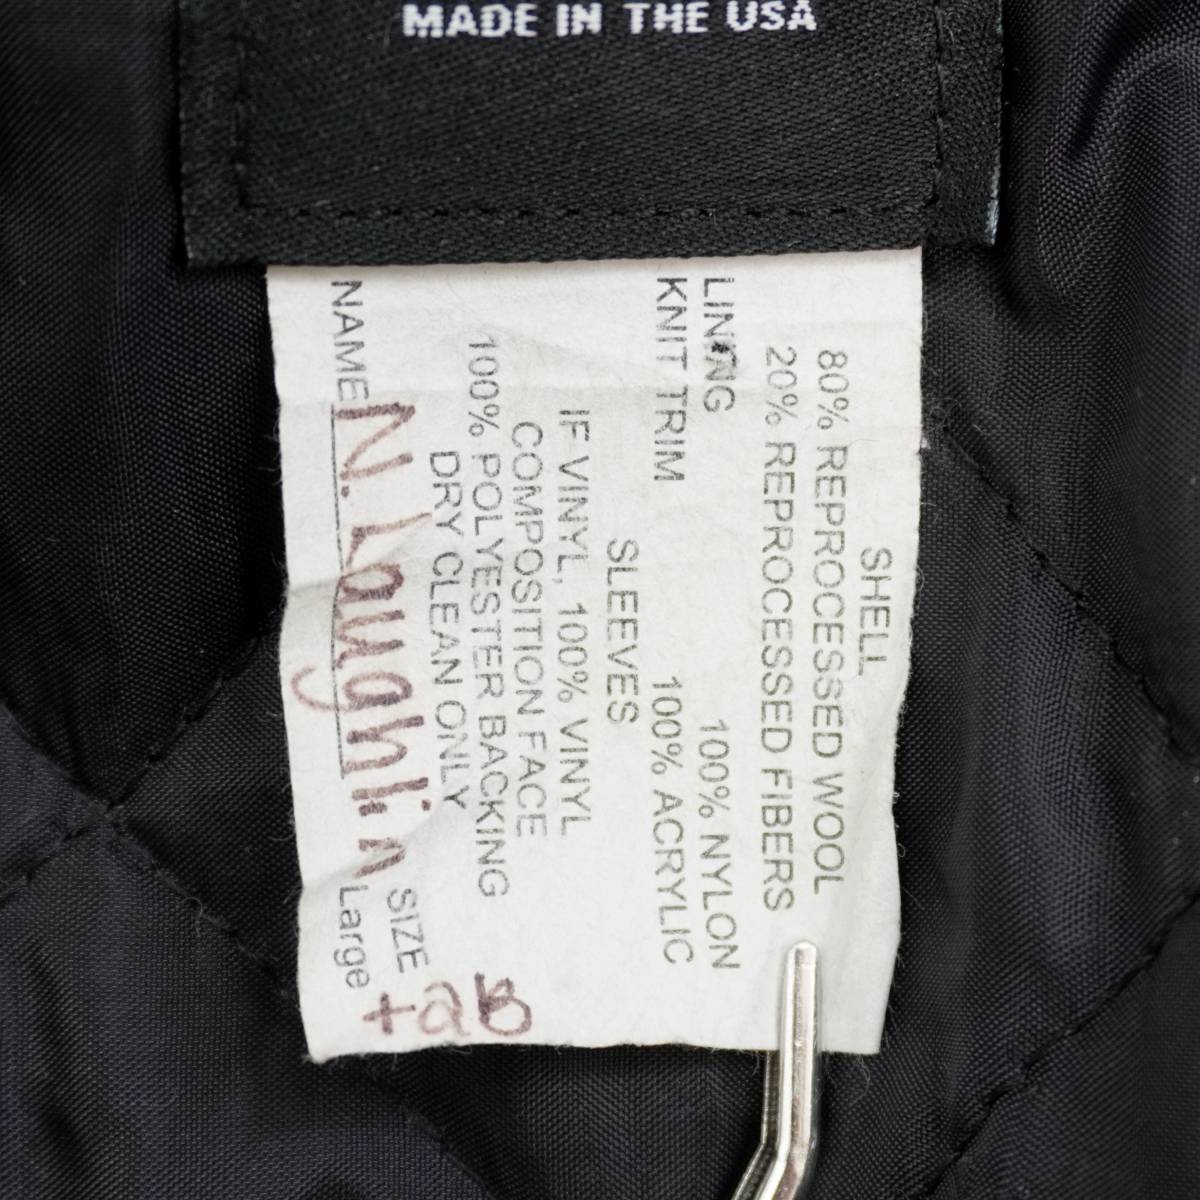 MADE IN THE USA
SHELL
80% REPROCESSED WOOL
20% REPROCESSED FIBERS
LINING 100% NYLON
KNIT TRIM 100% ACRYLIC
SLEEVES
IF VINYL, 100% VINYL
COMPOSITION FACE
100% POLYESTER BACKING
DRY CLEAN ONLY
SIZE
NAME N. Laughlin Large